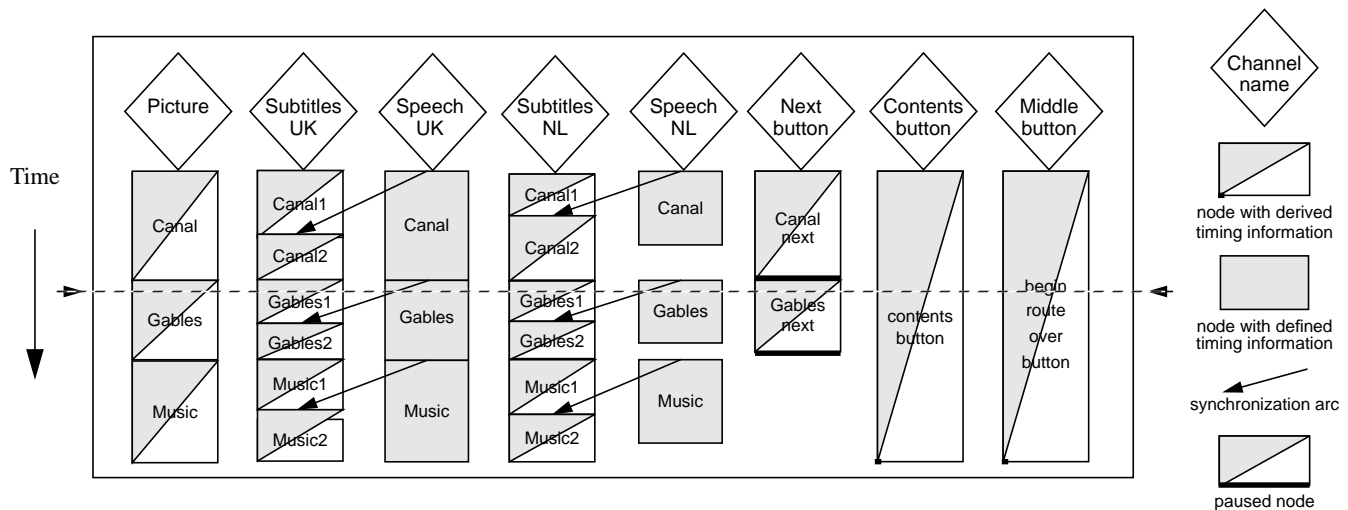 Picture
Subtitles
UK
Speech
UK
Subtitles
NL
Speech
NL
Next
button
Contents
button
Middle
button
Channel
name
Time
Canal
Canal1
Canal2
Canal
Canal1
Canal2
Canal
Canal
next
Gables
Gables1
Gables2
Gables
Gables1
Gables2
Gables
Gables
next
contents
button
begin
route
over
button
Music
Music1
Music2
Music
Music1
Music2
Music
node with derived
timing information
node with defined
timing information
synchronization arc
paused node